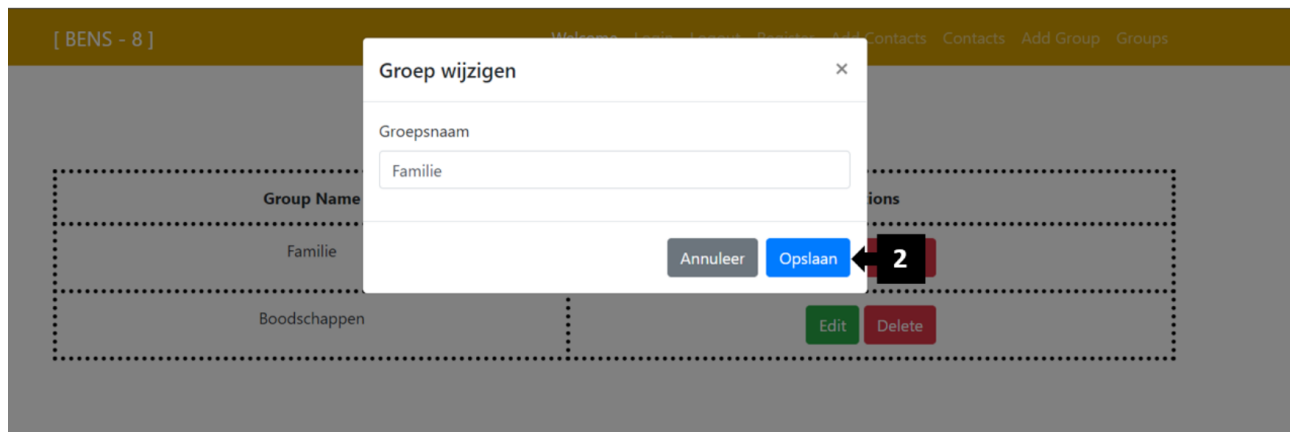 [ BENS - 8 ]
Welcome Login Logout Register Add Contacts Contacts Add Group Groups
Groep wijzigen ×
Groepsnaam
Familie
Group Name
ions
Familie
Annuleer Opslaan 2
Boodschappen Edit Delete